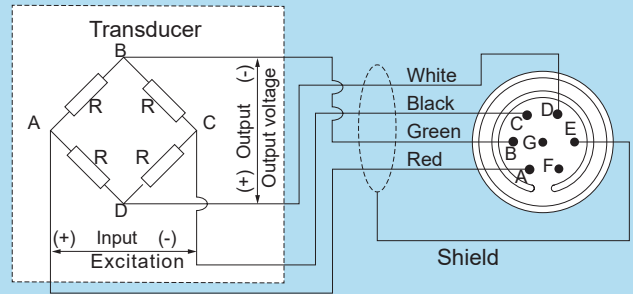 Transducer
B
R
R
A
C
R
R
D
(+) Output (-)
Output voltage
(+) Input (-)
Excitation
White
Black
Green
Red
Shield
D
C
E
G
B
A
F